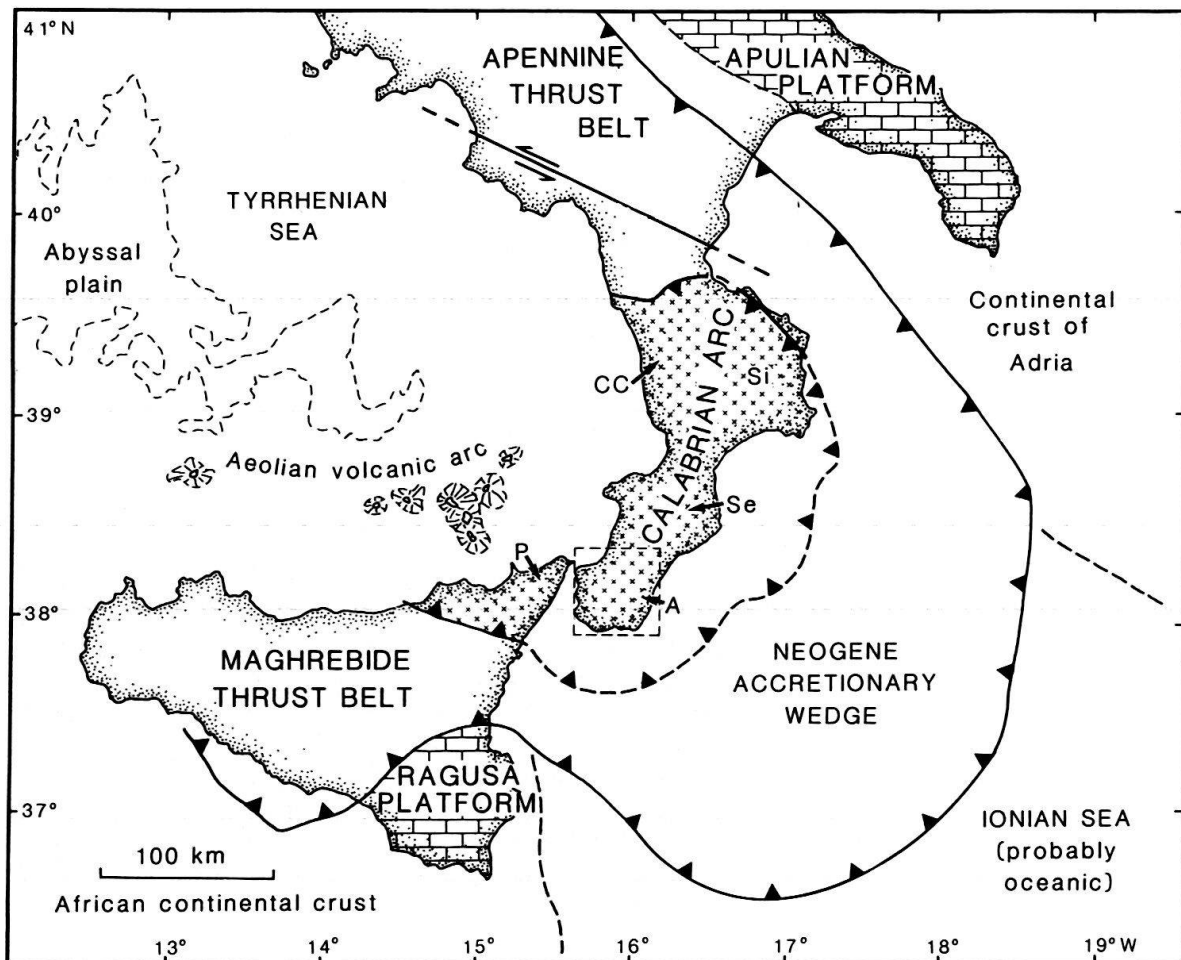 41°N
APENNINE
THRUST
BELT
APULIAN
PLATFORM
TYRRHENIAN
SEA
40°
Abyssal
plain
Continental
crust of
Adria
CC
CALABRIAN ARC
Si
39°
Aeolian volcanic arc
Se
P
38°
A
MAGHREBIDE
THRUST BELT
NEOGENE
ACCRETIONARY
WEDGE
RAGUSA
PLATFORM
37°
IONIAN SEA
(probably
oceanic)
100 km
African continental crust
13° 14° 15° 16° 17° 18° 19°W